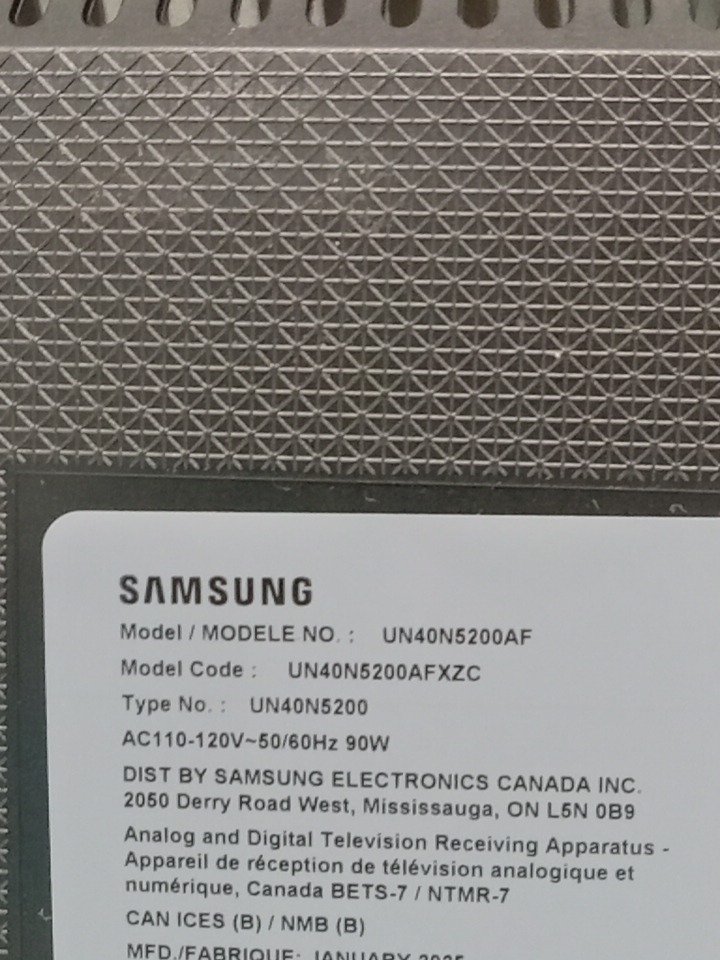 SAMSUNG
Model / MODELE NO. : UN40N5200AF
Model Code : UN40N5200AFXZC
Type No. : UN40N5200
AC110-120V~50/60Hz 90W
DIST BY SAMSUNG ELECTRONICS CANADA INC.
2050 Derry Road West, Mississauga, ON L5N 0B9
Analog and Digital Television Receiving Apparatus -
Appareil de réception de télévision analogique et
numérique, Canada BETS-7 / NTMR-7
CAN ICES (B) / NMB (B)
MFD./FABRIQUE: JANUARY 2025